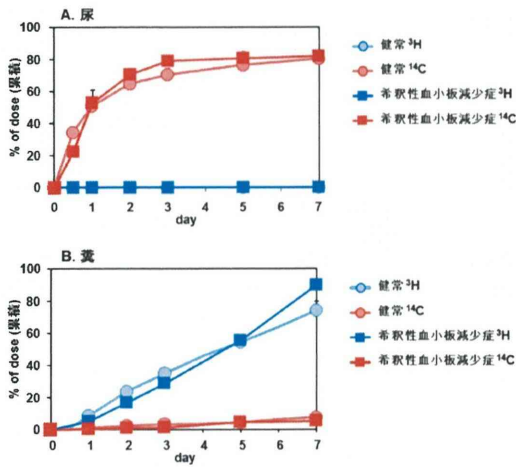 A. 尿
100
80
60
40
20
0
% of dose (累積)
0 1 2 3 4 5 6 7
day
健常 ³H
健常 ¹⁴C
希釈性血小板減少症 ³H
希釈性血小板減少症 ¹⁴C
B. 糞
100
80
60
40
20
0
% of dose (累積)
0 1 2 3 4 5 6 7
day
健常 ³H
健常 ¹⁴C
希釈性血小板減少症 ³H
希釈性血小板減少症 ¹⁴C